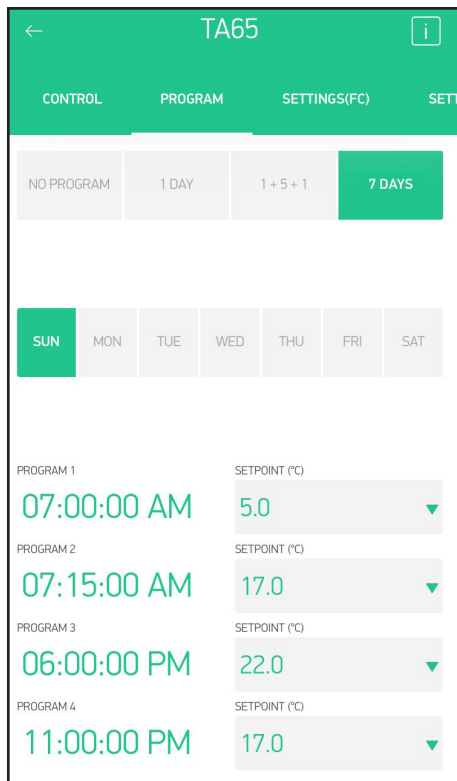 ← TA65 i
CONTROL PROGRAM SETTINGS(FC) SETT
NO PROGRAM 1 DAY 1 + 5 + 1 7 DAYS
SUN MON TUE WED THU FRI SAT
PROGRAM 1 SETPOINT (°C)
07:00:00 AM 5.0 ▼
PROGRAM 2 SETPOINT (°C)
07:15:00 AM 17.0 ▼
PROGRAM 3 SETPOINT (°C)
06:00:00 PM 22.0 ▼
PROGRAM 4 SETPOINT (°C)
11:00:00 PM 17.0 ▼